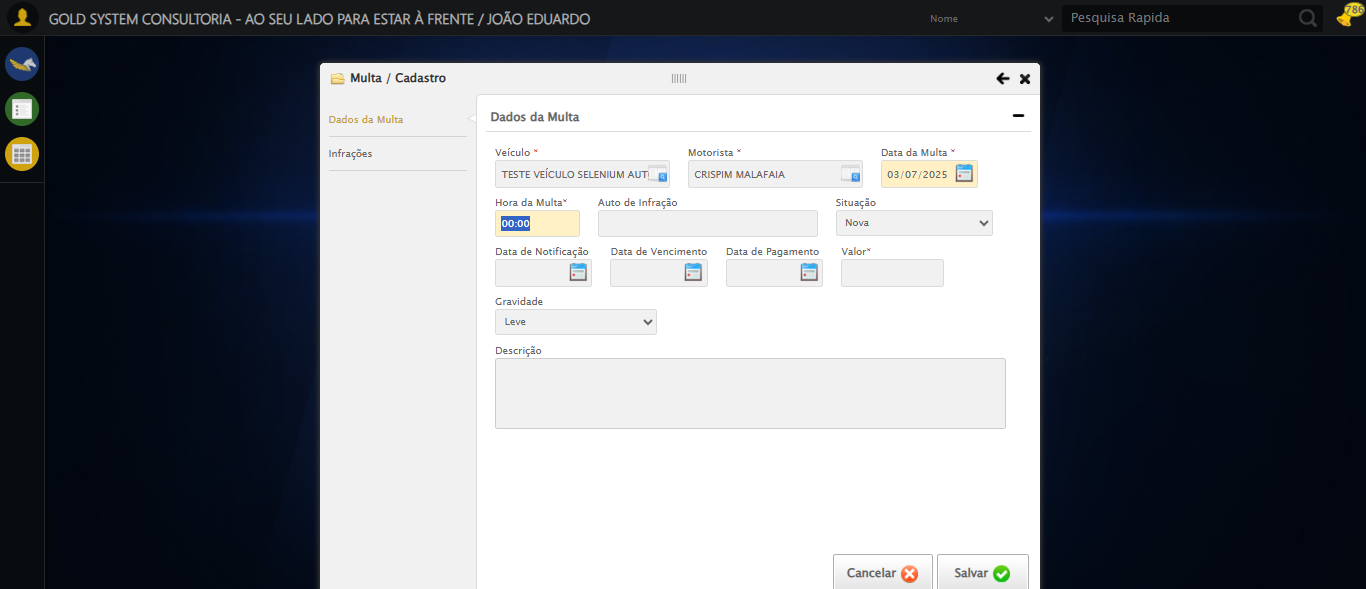 GOLD SYSTEM CONSULTORIA - AO SEU LADO PARA ESTAR À FRENTE / JOÃO EDUARDO
Nome
Pesquisa Rapida
786
Multa / Cadastro
Dados da Multa
Infrações
Dados da Multa
Veículo * Motorista * Data da Multa *
TESTE VEÍCULO SELENIUM AUT CRISPIM MALAFAIA 03/07/2025
Hora da Multa* Auto de Infração Situação
00:00 Nova
Data de Notificação Data de Vencimento Data de Pagamento Valor*
Gravidade
Leve
Descrição
Cancelar Salvar